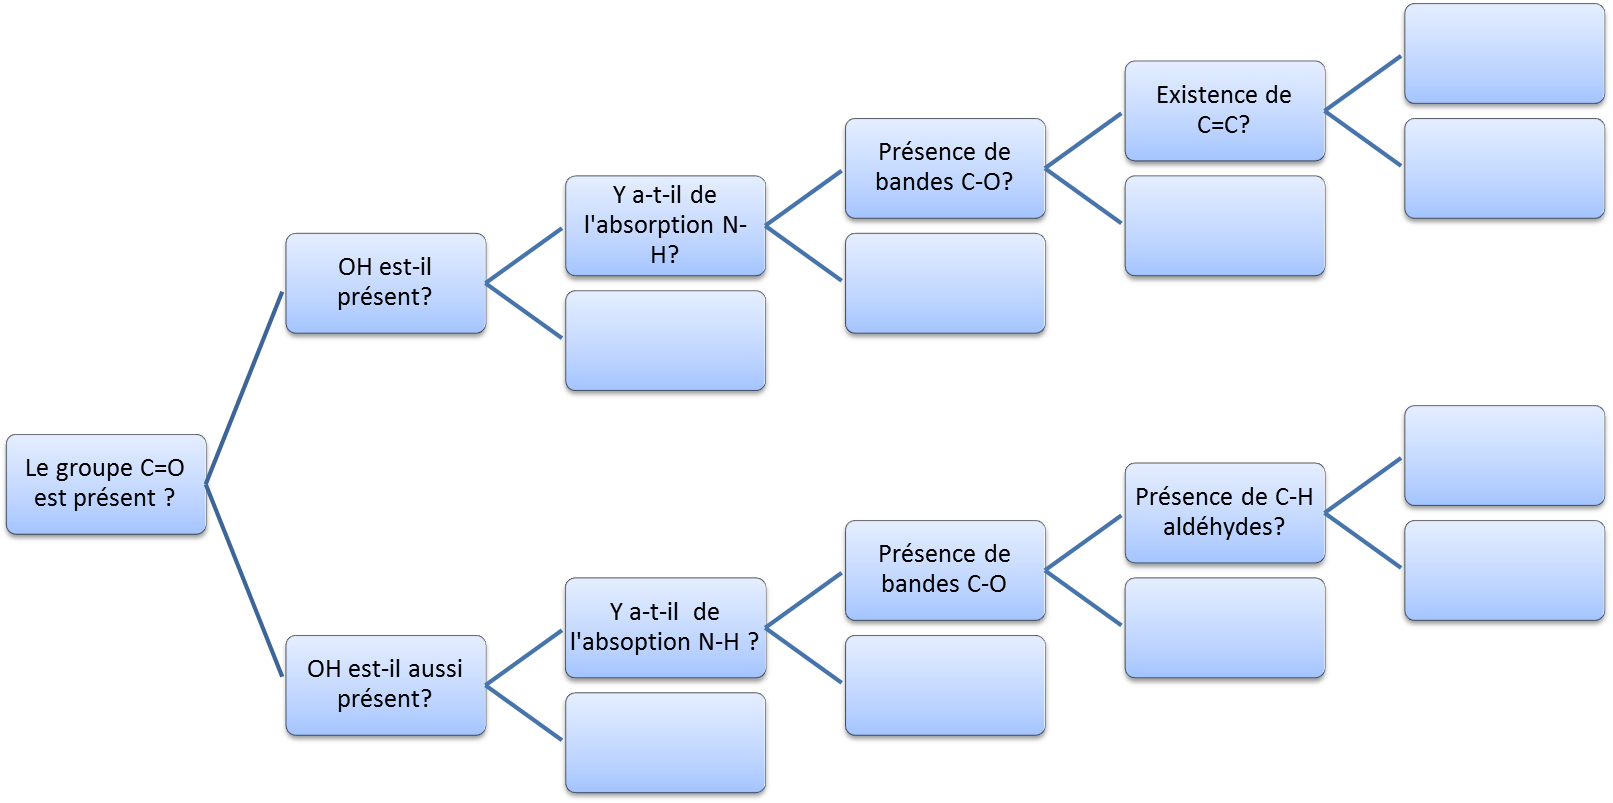 Existence de
C=C?
Présence de
bandes C-O?
Y a-t-il de
l'absorption N-
H?
OH est-il
présent?
Le groupe C=O
est présent ?
Présence de C-H
aldéhydes?
Présence de
bandes C-O
Y a-t-il  de
l'absoption N-H ?
OH est-il aussi
présent?